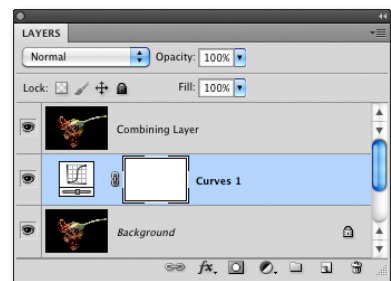 LAYERS
Normal Opacity: 100%
Lock: Fill: 100%
Combining Layer
Curves 1
Background
fx.